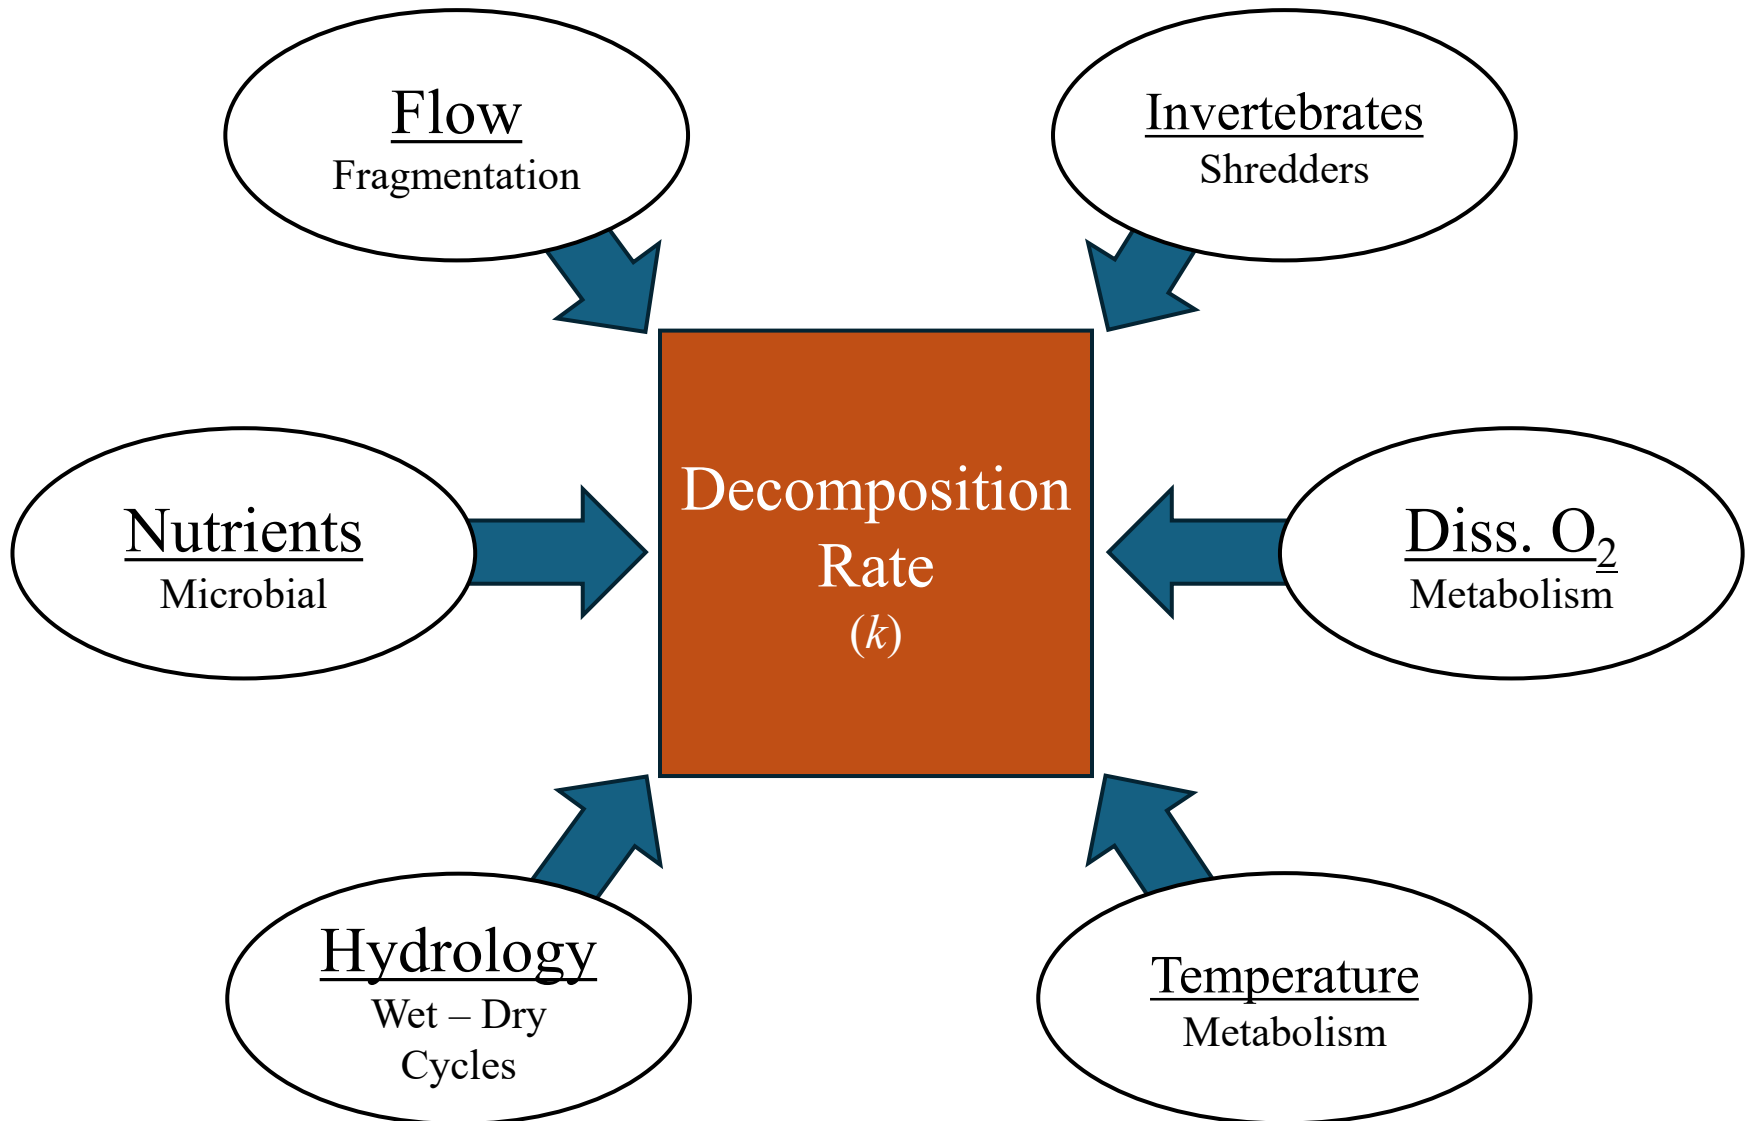 Flow
Fragmentation
Invertebrates
Shredders
Nutrients
Microbial
Decomposition
Rate
(k)
Diss. O₂
Metabolism
Hydrology
Wet – Dry
Cycles
Temperature
Metabolism